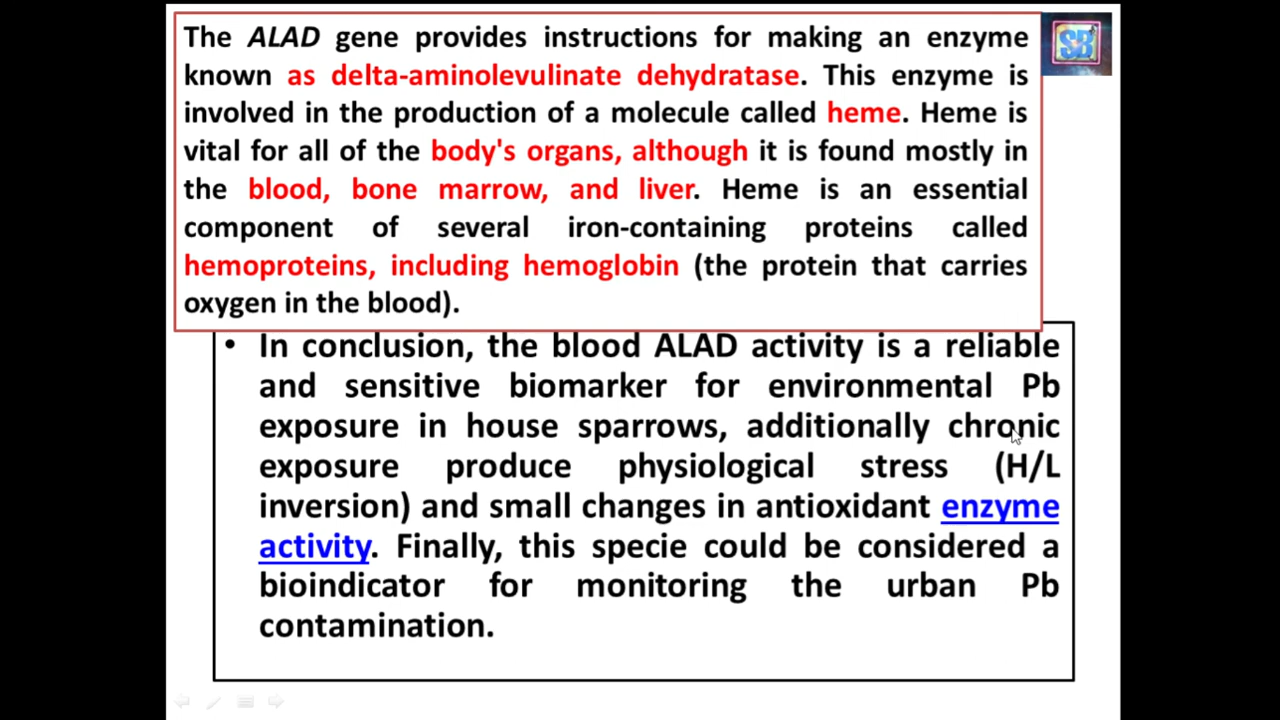 The ALAD gene provides instructions for making an enzyme
known as delta-aminolevulinate dehydratase. This enzyme is
involved in the production of a molecule called heme. Heme is
vital for all of the body's organs, although it is found mostly in
the blood, bone marrow, and liver. Heme is an essential
component of several iron-containing proteins called
hemoproteins, including hemoglobin (the protein that carries
oxygen in the blood).
SB
• In conclusion, the blood ALAD activity is a reliable
and sensitive biomarker for environmental Pb
exposure in house sparrows, additionally chronic
exposure produce physiological stress (H/L
inversion) and small changes in antioxidant enzyme
activity. Finally, this specie could be considered a
bioindicator for monitoring the urban Pb
contamination.